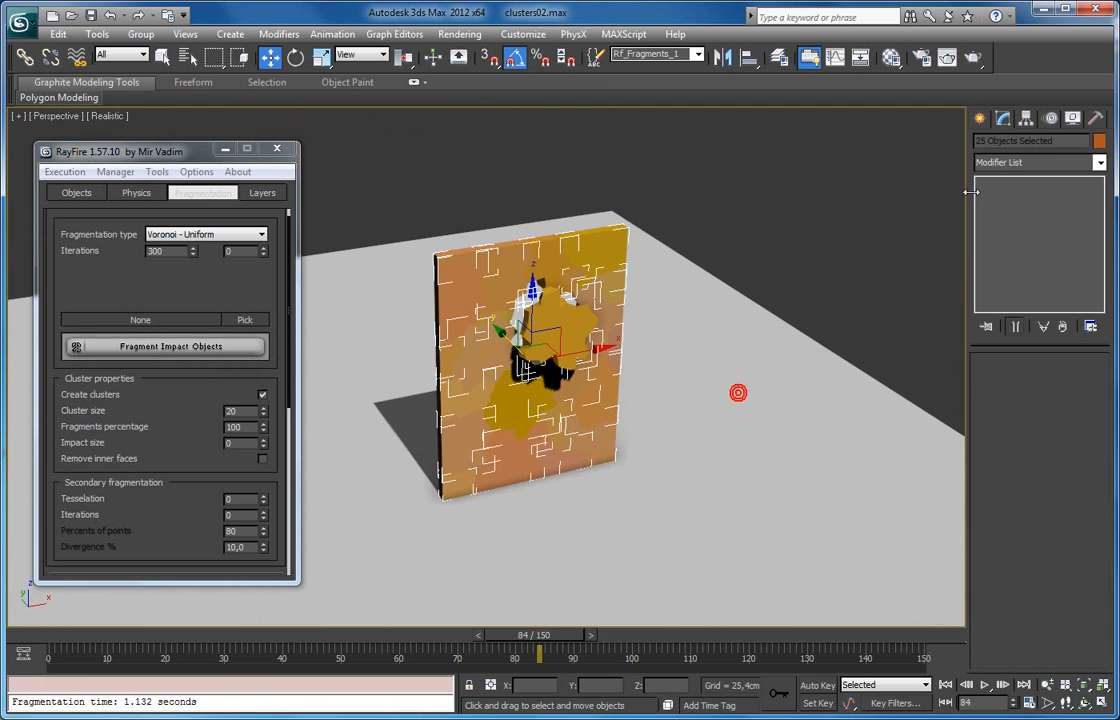 Autodesk 3ds Max 2012 x64 clusters02.max
Type a keyword or phrase
Edit Tools Group Views Create Modifiers Animation Graph Editors Rendering Customize PhysX MAXScript Help
All View 3 Rf_Fragments_1
Graphite Modeling Tools Freeform Selection Object Paint
Polygon Modeling
[ + ] [ Perspective ] [ Realistic ]
25 Objects Selected
Modifier List
RayFire 1.57.10 by Mir Vadim
Execution Manager Tools Options About
Objects Physics Fragmentation Layers
Fragmentation type Voronoi - Uniform
Iterations 300 0
None Pick
Fragment Impact Objects
Cluster properties
Create clusters
Cluster size 20
Fragments percentage 100
Impact size 0
Remove inner faces
Secondary fragmentation
Tesselation 0
Iterations 0
Percents of points 80
Divergence % 10,0
z
y
x
z
y x
< 84 / 150 >
0 10 20 30 40 50 60 70 80 90 100 110 120 130 140 150
X: Y: Z: Grid = 25,4cm Auto Key Selected
Fragmentation time: 1.132 seconds Click and drag to select and move objects Add Time Tag Set Key Key Filters... 84